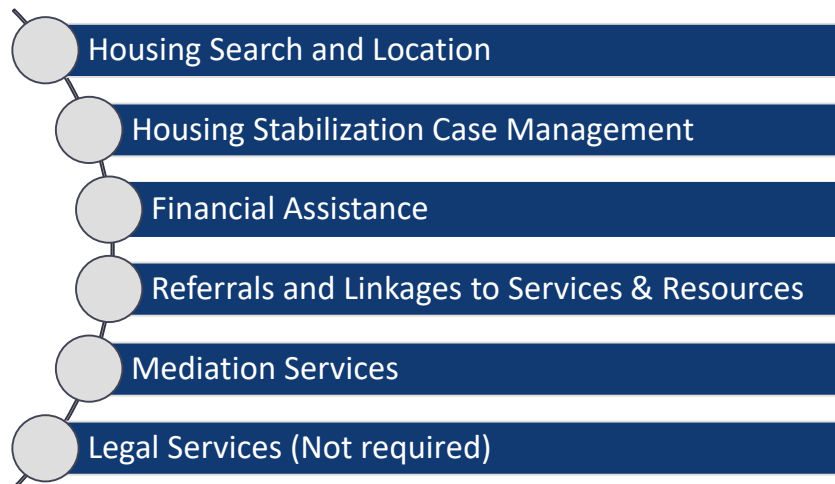 Housing Search and Location
Housing Stabilization Case Management
Financial Assistance
Referrals and Linkages to Services & Resources
Mediation Services
Legal Services (Not required)